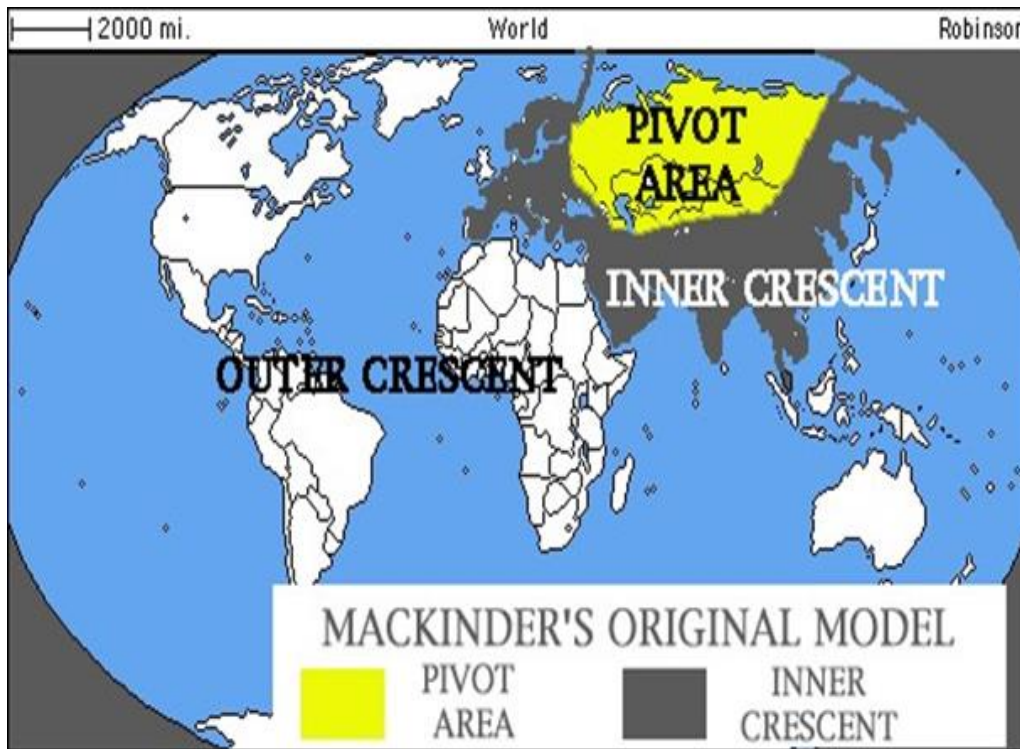 2000 mi.
World
Robinson
PIVOT
AREA
INNER CRESCENT
OUTER CRESCENT
MACKINDER'S ORIGINAL MODEL
PIVOT
AREA
INNER
CRESCENT